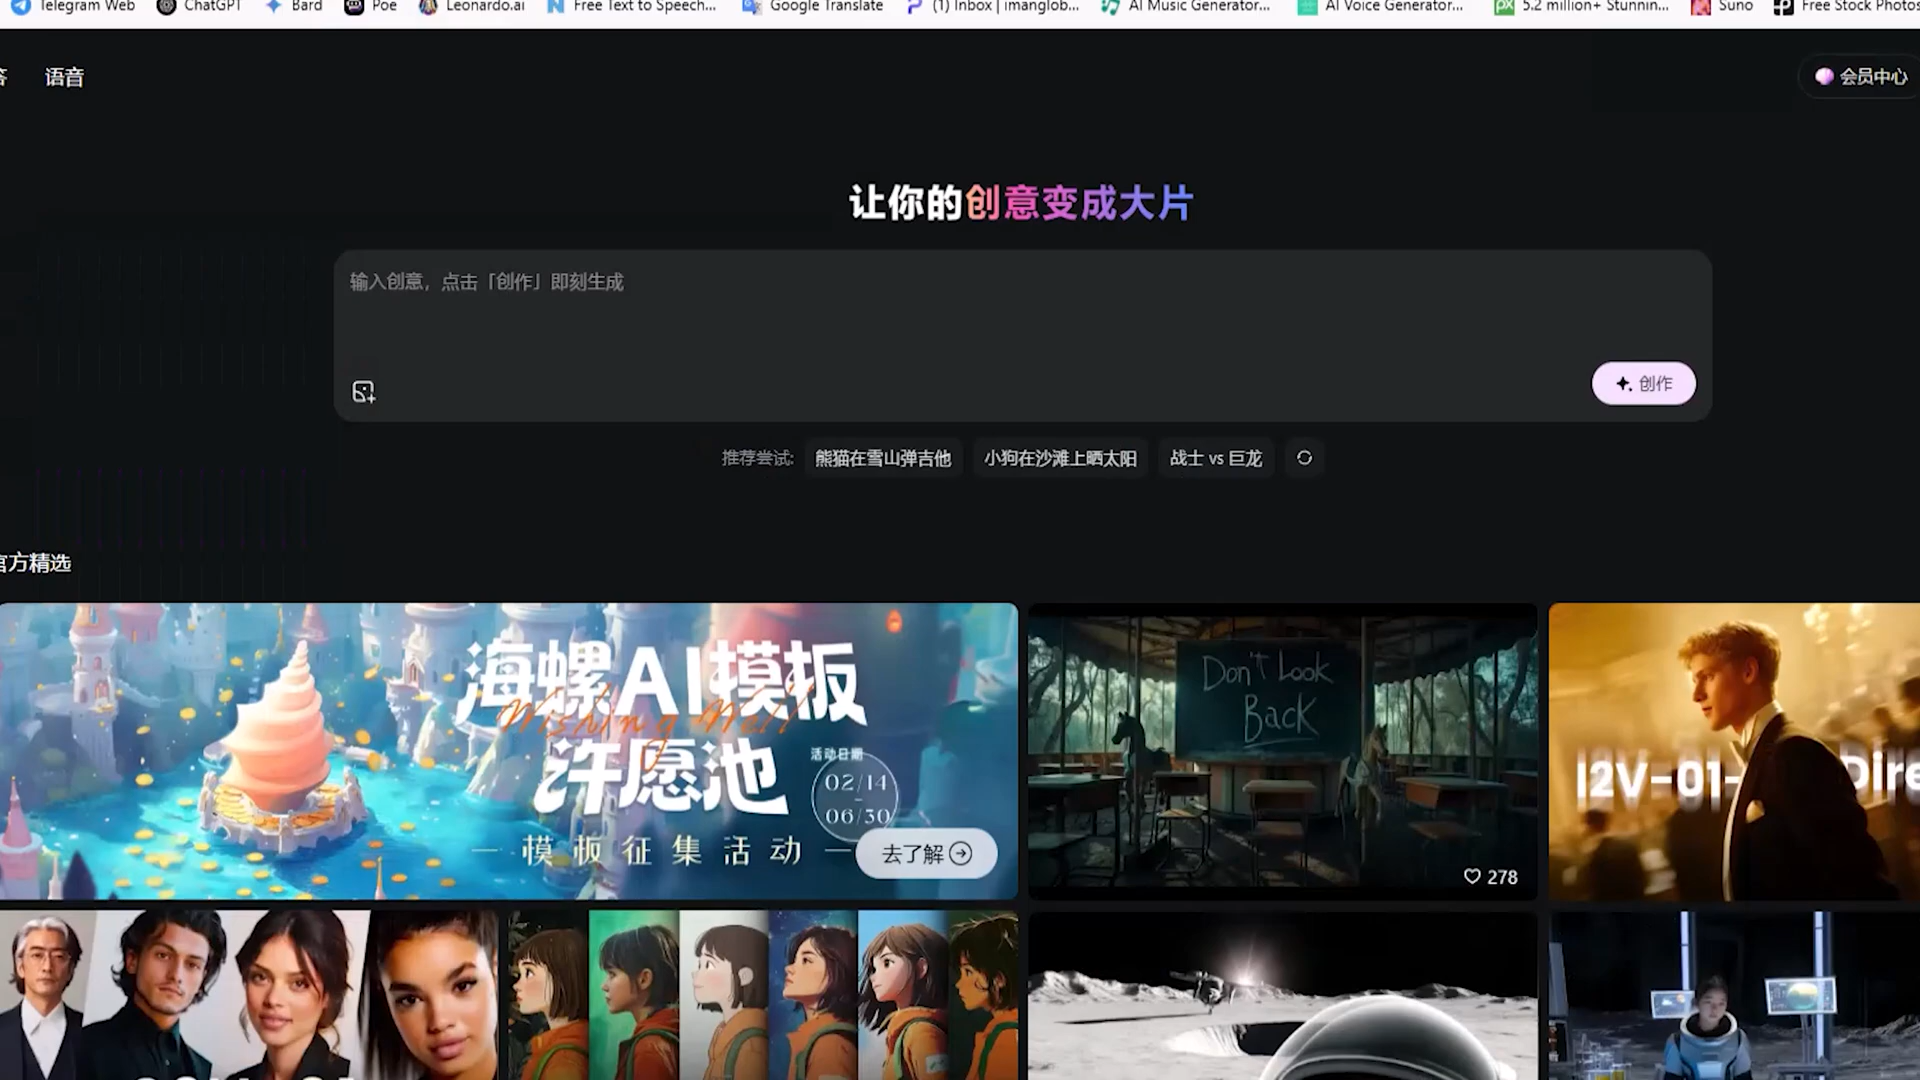 Telegram Web
ChatGPT
Bard
Poe
Leonardo.ai
Free Text to Speech...
Google Translate
(1) Inbox | imanglob...
AI Music Generator...
AI Voice Generator...
5.2 million+ Stunnin...
Suno
Free Stock Photos
语音
会员中心
让你的创意变成大片
输入创意，点击「创作」即刻生成
创作
推荐尝试:
熊猫在雪山弹吉他
小狗在沙滩上晒太阳
战士 vs 巨龙
官方精选
海螺AI模板
Wishing Well
许愿池
活动日期
02/14
06/30
模板征集活动
去了解
Don't Look
Back
278
I2V-01-
Dire